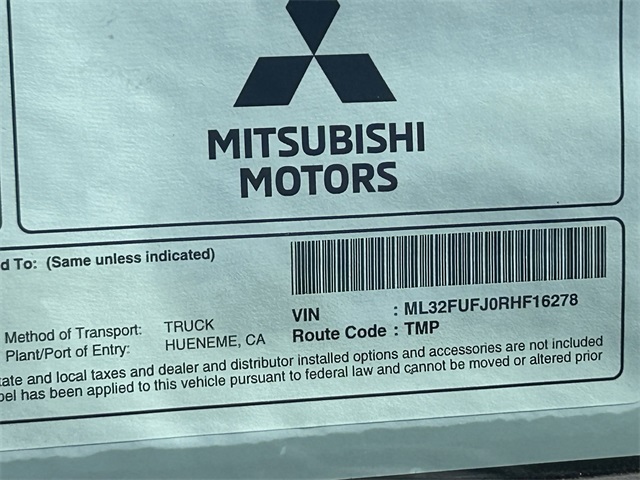 MITSUBISHI
MOTORS
d To: (Same unless indicated)
VIN : ML32FUFJ0RHF16278
Route Code : TMP
Method of Transport: TRUCK
Plant/Port of Entry: HUENEME, CA
ate and local taxes and dealer and distributor installed options and accessories are not included
bel has been applied to this vehicle pursuant to federal law and cannot be moved or altered prior